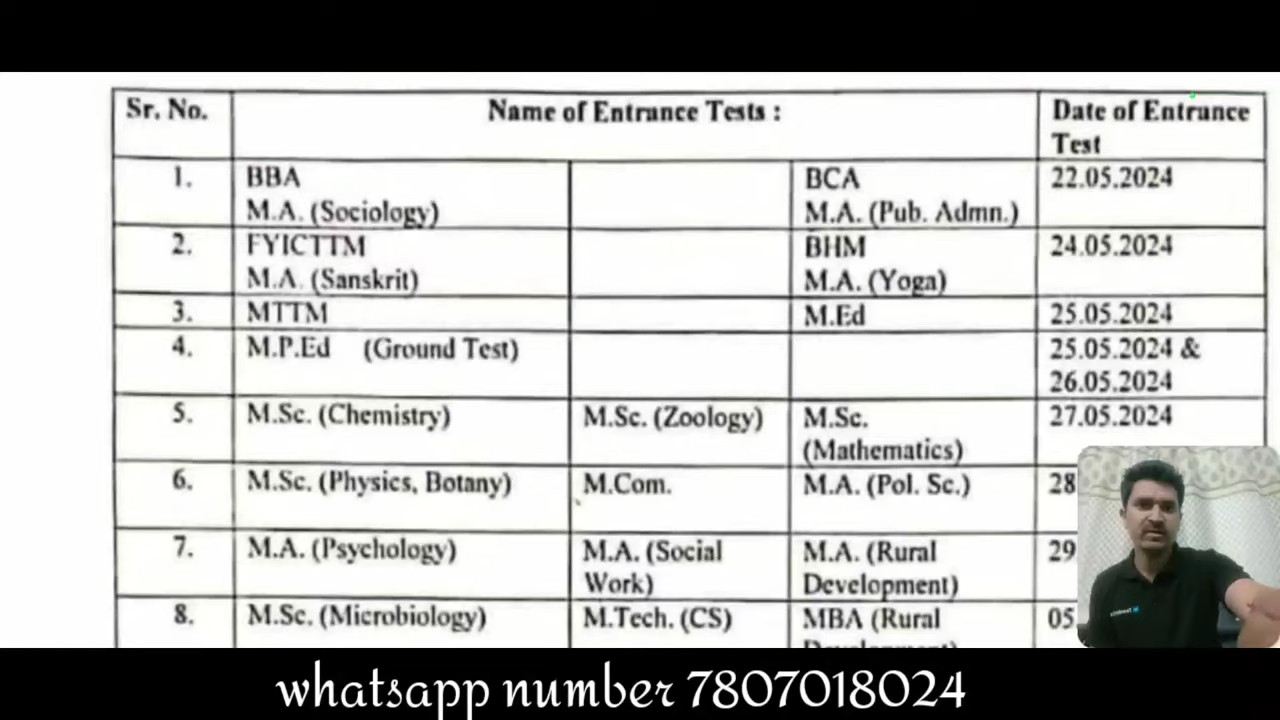 Sr. No. Name of Entrance Tests : Date of Entrance
Test
1. BBA BCA 22.05.2024
M.A. (Sociology) M.A. (Pub. Admn.)
2. FYICTTM BHM 24.05.2024
M.A. (Sanskrit) M.A. (Yoga)
3. MTTM M.Ed 25.05.2024
4. M.P.Ed (Ground Test) 25.05.2024 &
26.05.2024
5. M.Sc. (Chemistry) M.Sc. (Zoology) M.Sc. 27.05.2024
(Mathematics)
6. M.Sc. (Physics, Botany) M.Com. M.A. (Pol. Sc.) 28
7. M.A. (Psychology) M.A. (Social M.A. (Rural 29
Work) Development)
8. M.Sc. (Microbiology) M.Tech. (CS) MBA (Rural 05.
whatsapp number 7807018024